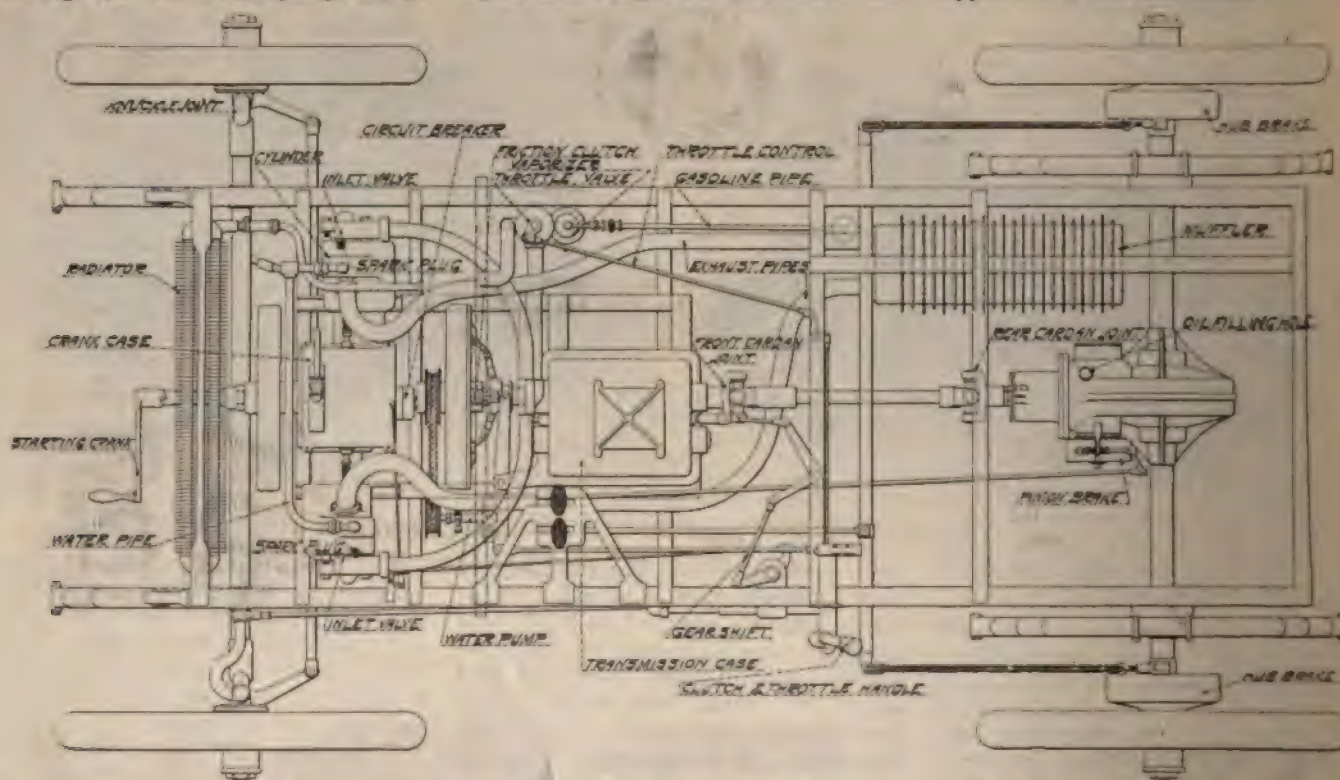 KNUCKLE JOINT
CIRCUIT BREAKER
CYLINDER
INLET VALVE
FRICTION CLUTCH
VAPORIZER
THROTTLE VALVE
THROTTLE CONTROL
GASOLINE PIPE
HUB BRAKE
RADIATOR
SPARK PLUG
EXHAUST PIPES
MUFFLER
CRANK CASE
FRONT CARDAN
JOINT
REAR CARDAN JOINT
OIL FILLING HOLE
STARTING CRANK
PINION BRAKE
WATER PIPE
SPARK PLUG
INLET VALVE
WATER PUMP
GEAR SHIFT
TRANSMISSION CASE
CLUTCH & THROTTLE HANDLE
HUB BRAKE